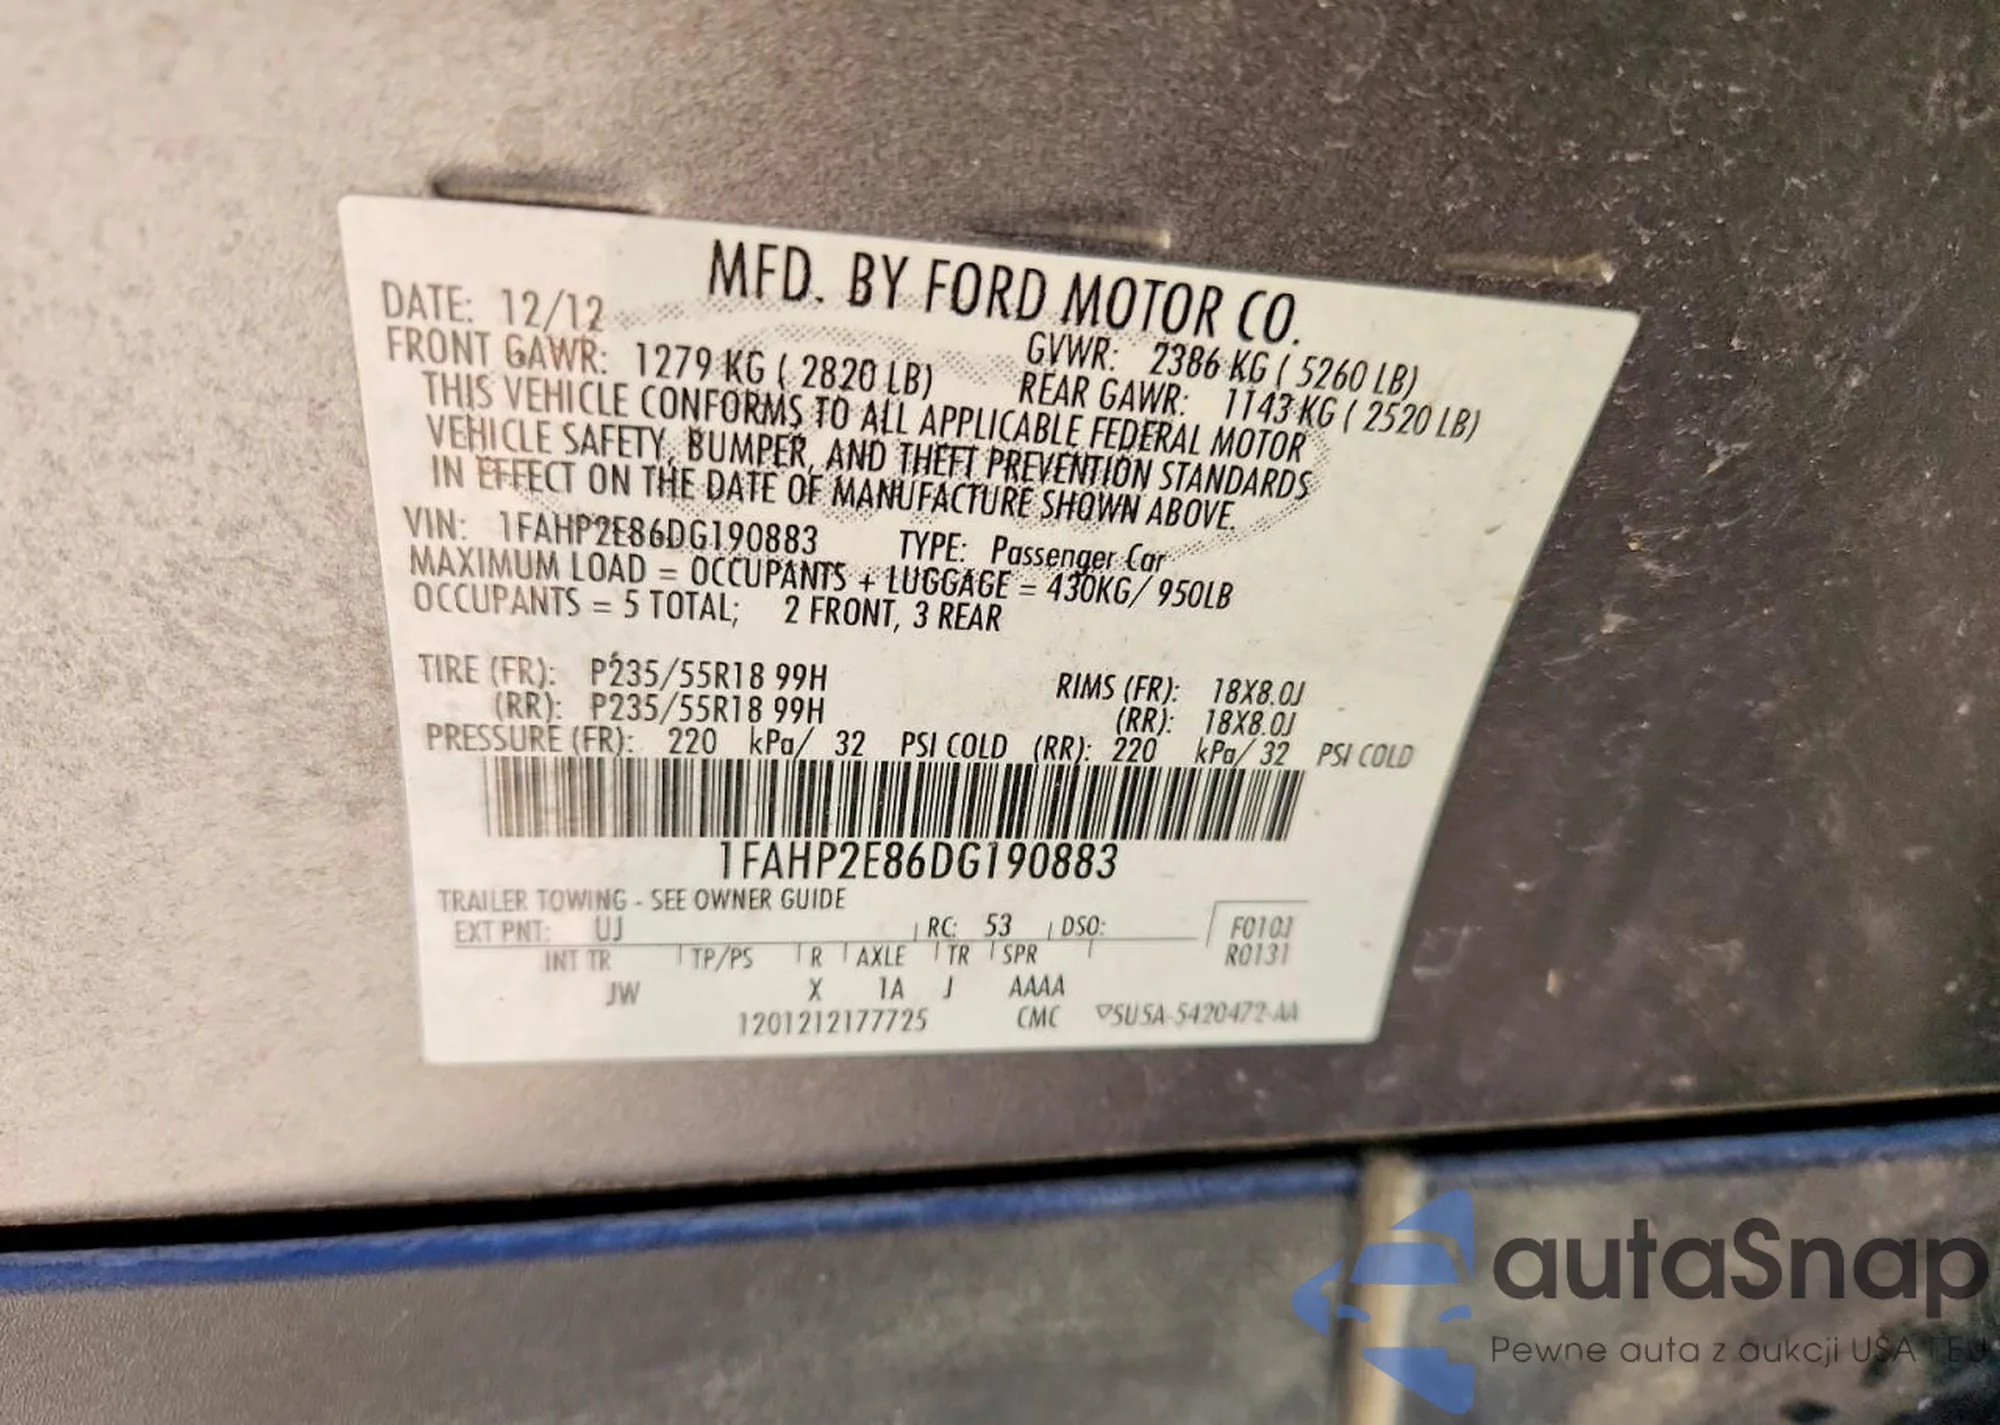 MFD. BY FORD MOTOR CO.
DATE: 12/12
GVWR: 2386 KG ( 5260 LB)
FRONT GAWR: 1279 KG ( 2820 LB)
REAR GAWR: 1143 KG ( 2520 LB)
THIS VEHICLE CONFORMS TO ALL APPLICABLE FEDERAL MOTOR
VEHICLE SAFETY, BUMPER, AND THEFT PREVENTION STANDARDS
IN EFFECT ON THE DATE OF MANUFACTURE SHOWN ABOVE.
VIN: 1FAHP2E86DG190883 TYPE: Passenger Car
MAXIMUM LOAD = OCCUPANTS + LUGGAGE = 430KG/ 950LB
OCCUPANTS = 5 TOTAL; 2 FRONT, 3 REAR
TIRE (FR): P235/55R18 99H RIMS (FR): 18X8.0J
(RR): P235/55R18 99H (RR): 18X8.0J
PRESSURE (FR): 220 kPa/ 32 PSI COLD (RR): 220 kPa/ 32 PSI COLD
1FAHP2E86DG190883
TRAILER TOWING - SEE OWNER GUIDE
EXT PNT: UJ RC: 53 DSO: F0101
INT TR TP/PS R AXLE TR SPR R0131
JW X 1A J AAAA
1201212177725 CMC ▽5U5A-5420472-AA
autaSnap
Pewne auta z aukcji USA i EU